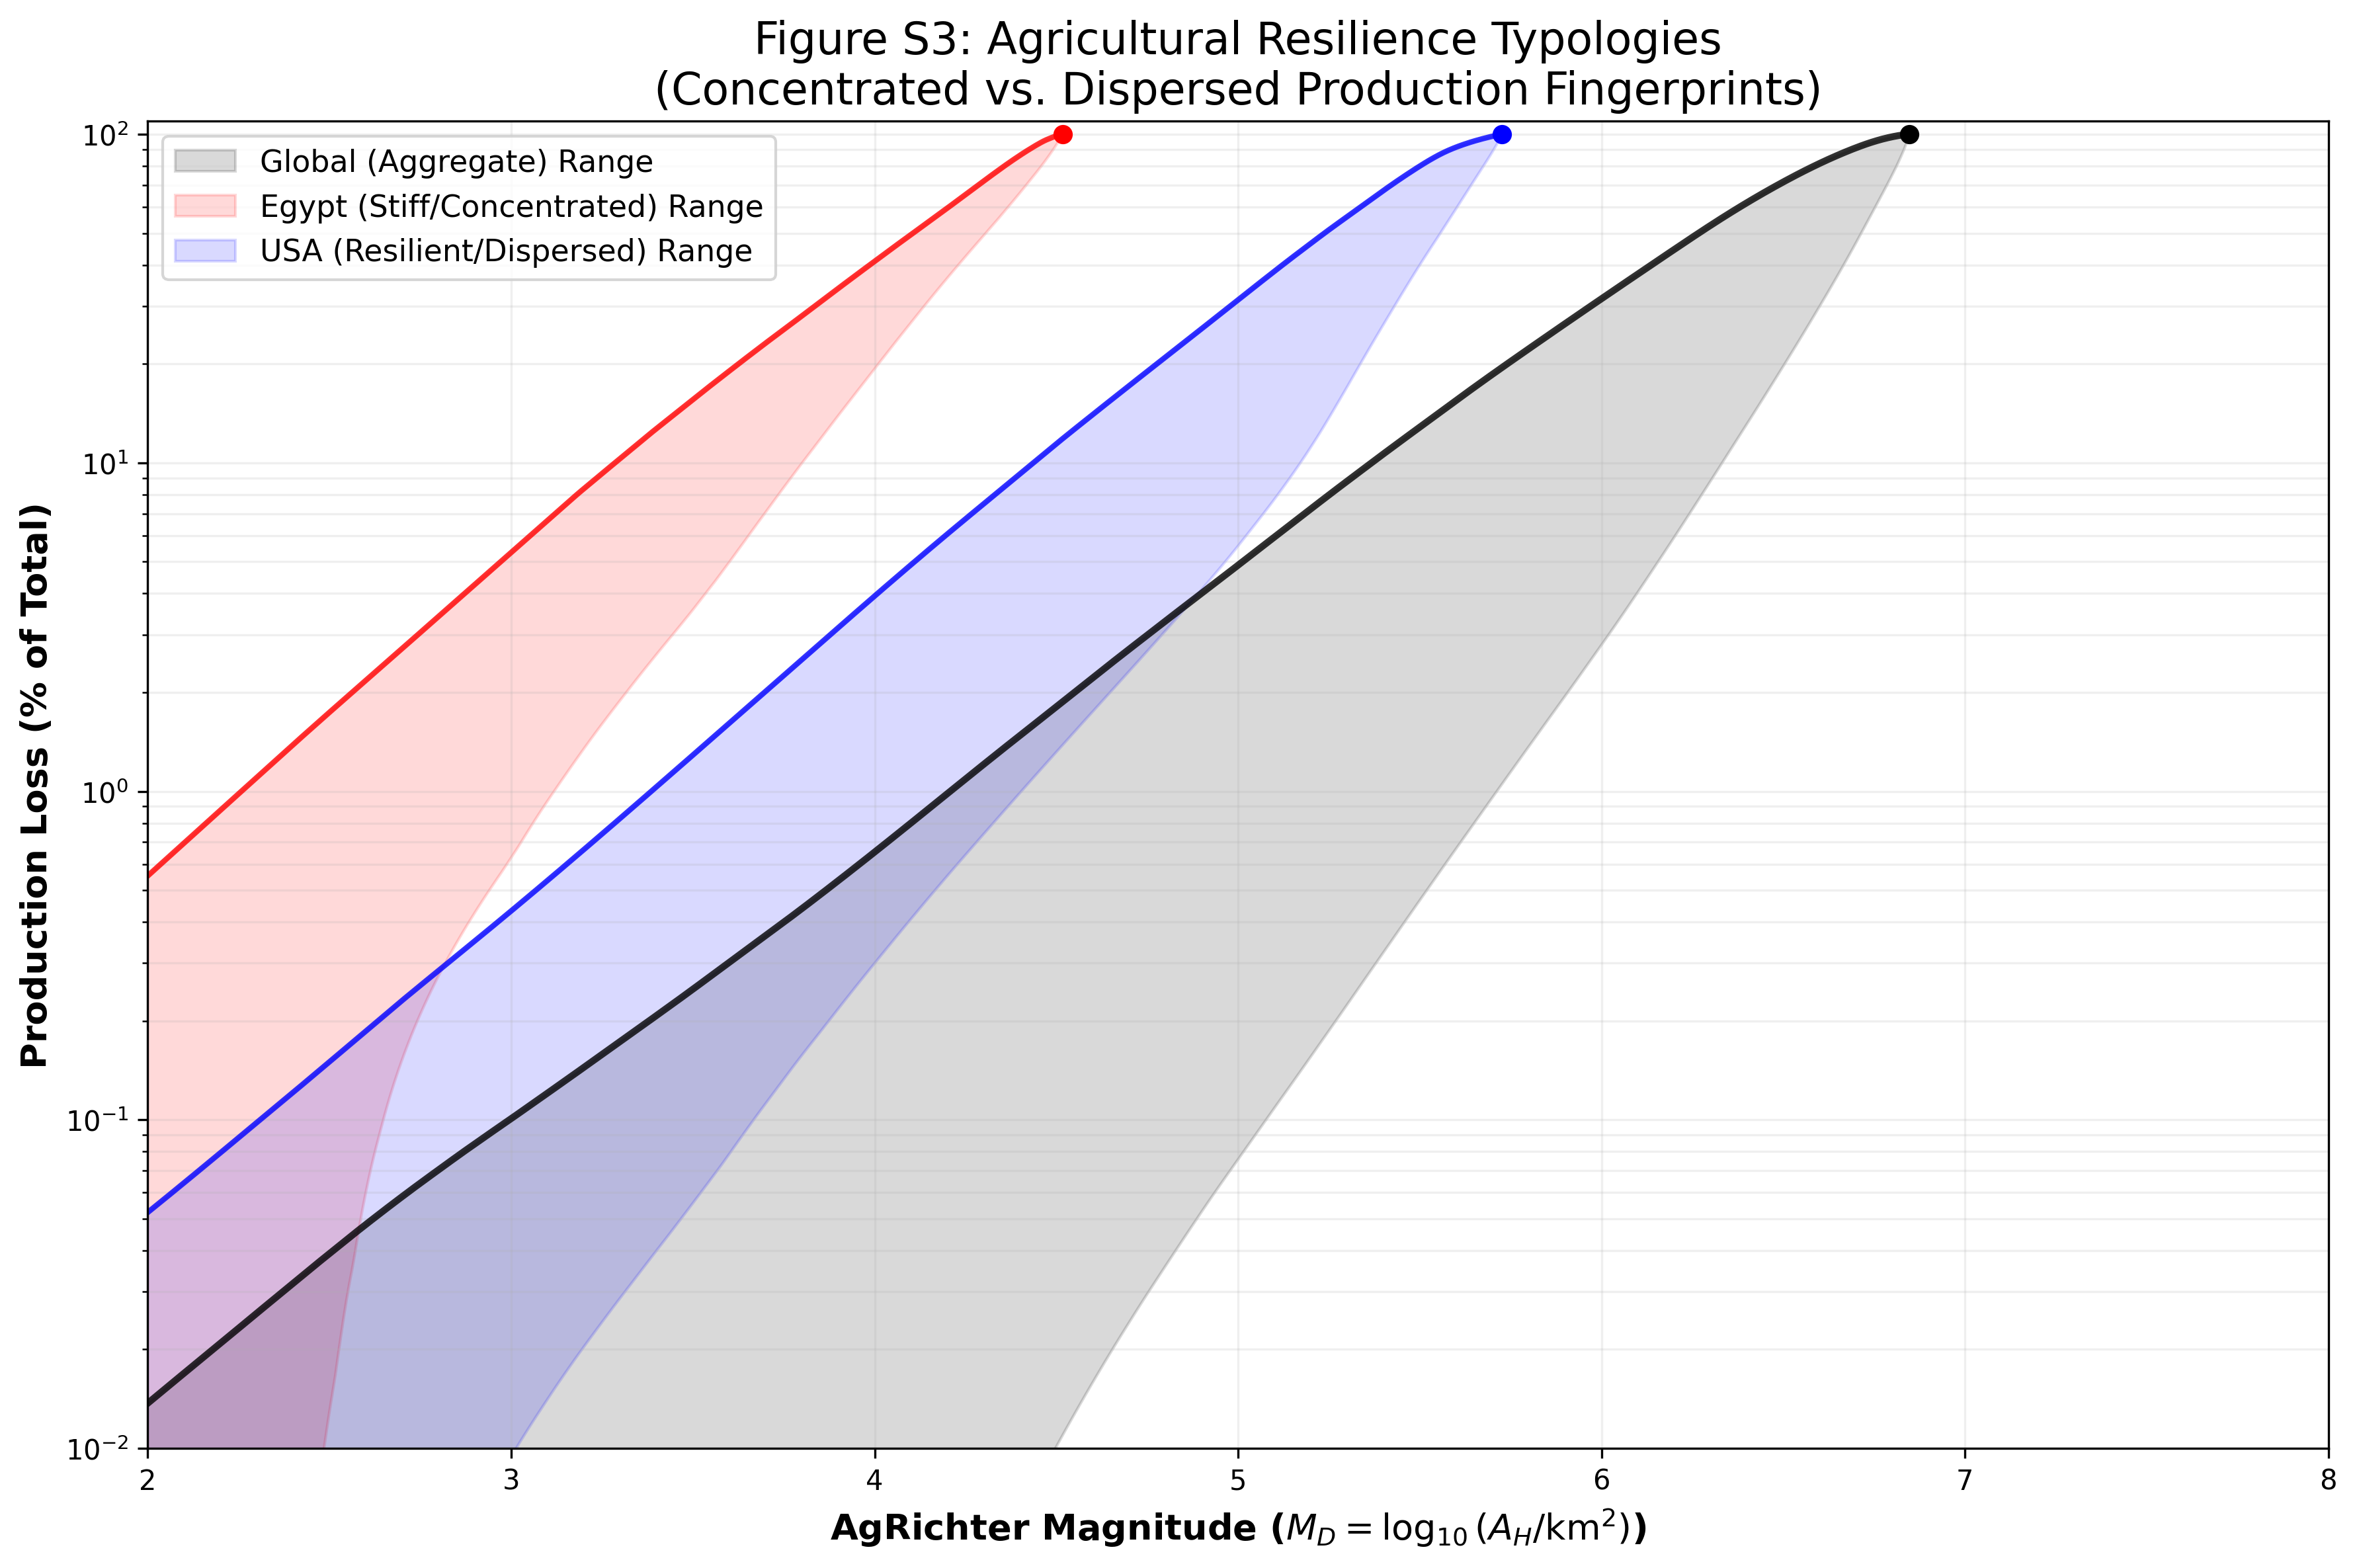 Figure S3: Agricultural Resilience Typologies
(Concentrated vs. Dispersed Production Fingerprints)
Global (Aggregate) Range
Egypt (Stiff/Concentrated) Range
USA (Resilient/Dispersed) Range
Production Loss (% of Total)
10²
10¹
10⁰
10⁻¹
10⁻²
2 3 4 5 6 7 8
AgRichter Magnitude (M_D = log₁₀(A_H/km²))